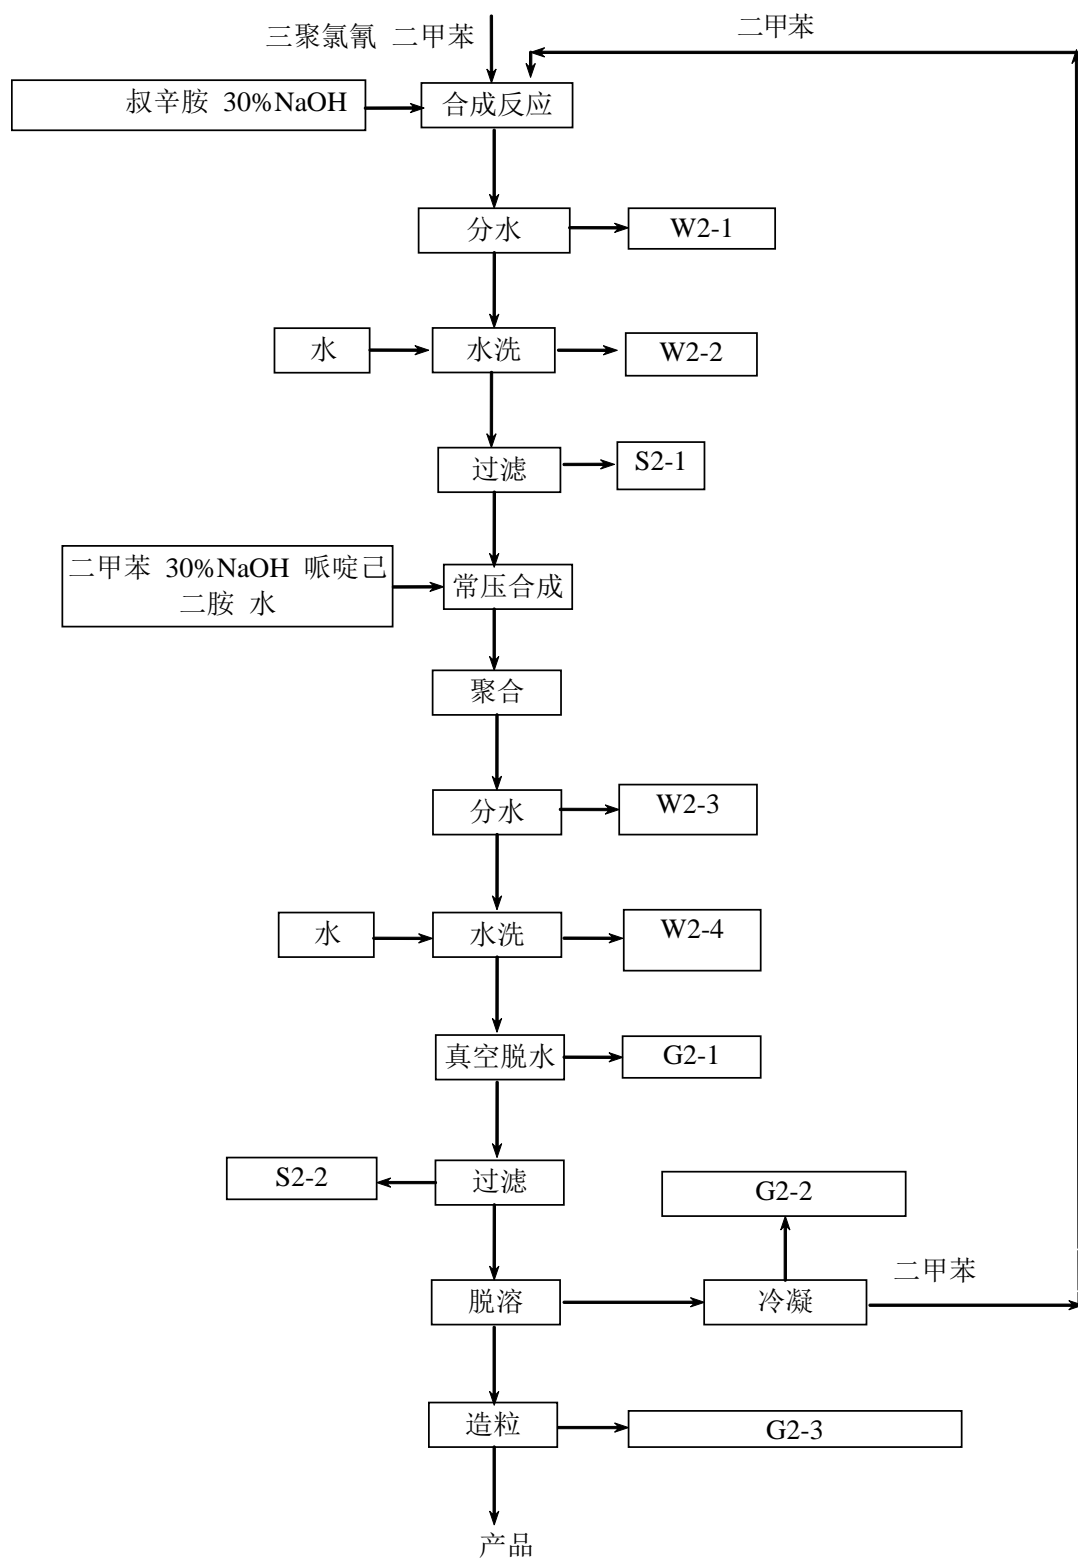 三聚氯氰 二甲苯
二甲苯
叔辛胺 30%NaOH
合成反应
分水
W2-1
水
水洗
W2-2
过滤
S2-1
二甲苯 30%NaOH 哌啶己
二胺 水
常压合成
聚合
分水
W2-3
水
水洗
W2-4
真空脱水
G2-1
S2-2
过滤
G2-2
脱溶
冷凝
二甲苯
造粒
G2-3
产品